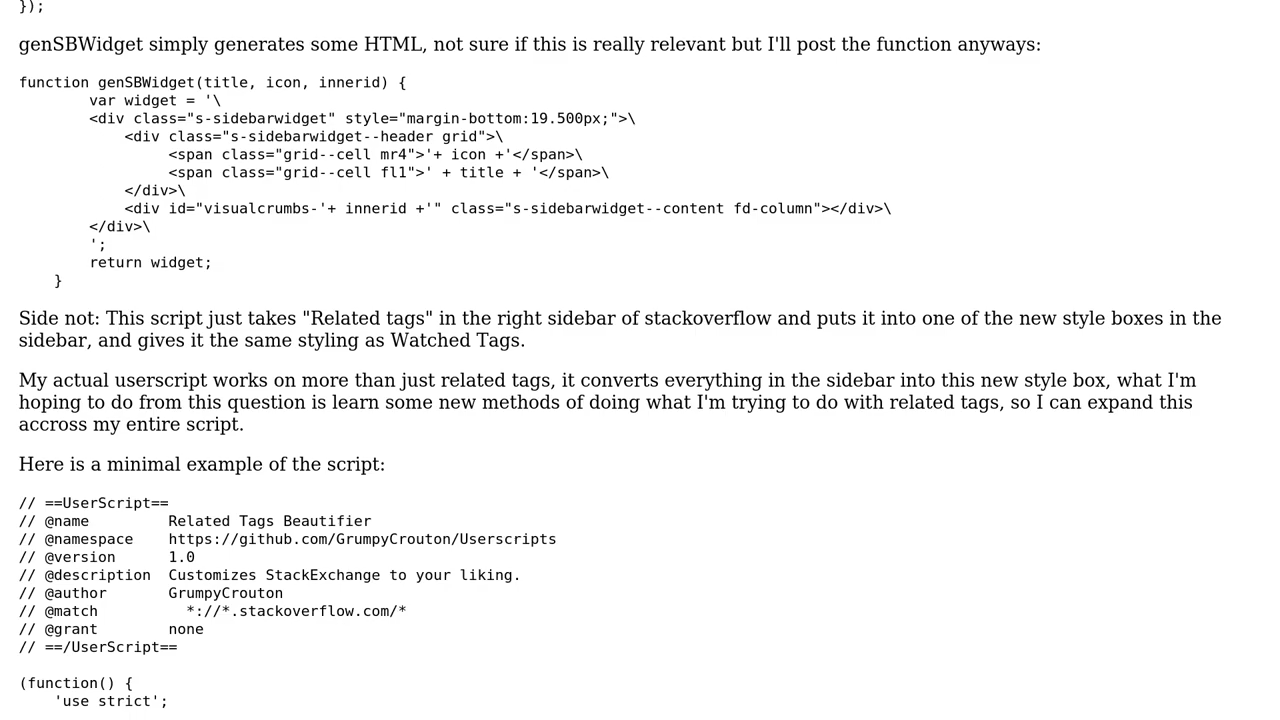 });
genSBWidget simply generates some HTML, not sure if this is really relevant but I'll post the function anyways:
function genSBWidget(title, icon, innerid) {
        var widget = '\
        <div class="s-sidebarwidget" style="margin-bottom:19.500px;">\
            <div class="s-sidebarwidget--header grid">\
                 <span class="grid--cell mr4">'+ icon +'</span>\
                 <span class="grid--cell fl1">' + title + '</span>\
            </div>\
            <div id="visualcrumbs-'+ innerid +'" class="s-sidebarwidget--content fd-column"></div>\
        </div>\
        ';
        return widget;
    }
Side not: This script just takes "Related tags" in the right sidebar of stackoverflow and puts it into one of the new style boxes in the
sidebar, and gives it the same styling as Watched Tags.
My actual userscript works on more than just related tags, it converts everything in the sidebar into this new style box, what I'm
hoping to do from this question is learn some new methods of doing what I'm trying to do with related tags, so I can expand this
accross my entire script.
Here is a minimal example of the script:
// ==UserScript==
// @name         Related Tags Beautifier
// @namespace    https://github.com/GrumpyCrouton/Userscripts
// @version      1.0
// @description  Customizes StackExchange to your liking.
// @author       GrumpyCrouton
// @match          *://*.stackoverflow.com/*
// @grant        none
// ==/UserScript==
(function() {
    'use strict';